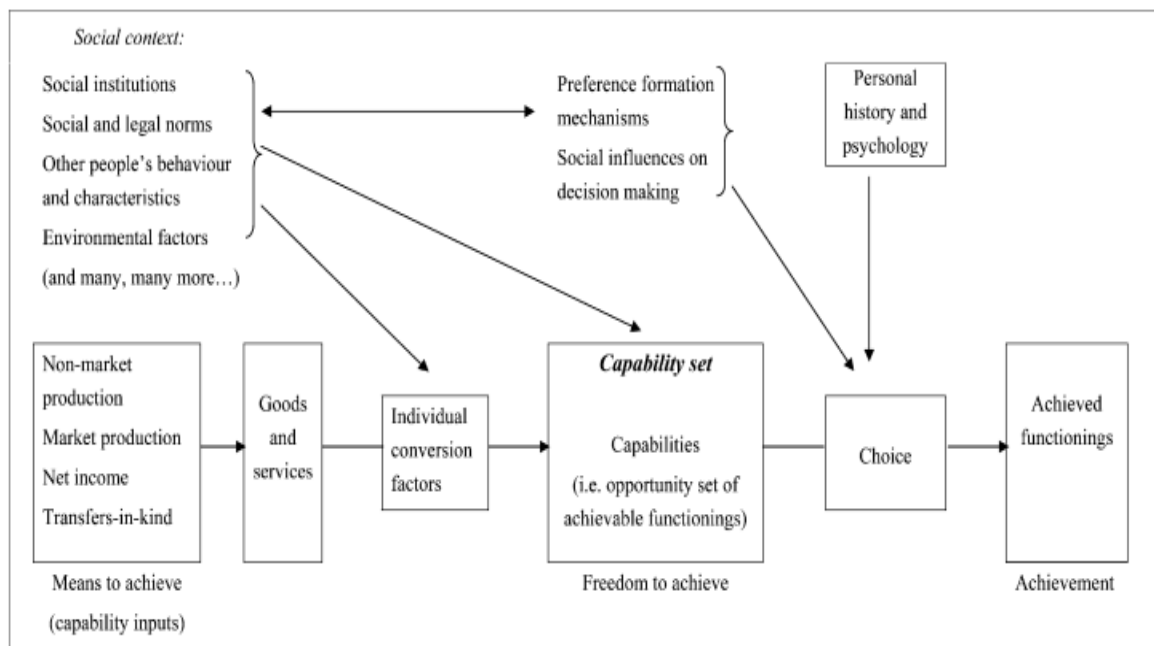 Social context:
Social institutions
Social and legal norms
Other people's behaviour
and characteristics
Environmental factors
(and many, many more…)
Preference formation
mechanisms
Social influences on
decision making
Personal
history and
psychology
Non-market
production
Market production
Net income
Transfers-in-kind
Goods
and
services
Individual
conversion
factors
Capability set
Capabilities
(i.e. opportunity set of
achievable functionings)
Choice
Achieved
functionings
Means to achieve
(capability inputs)
Freedom to achieve
Achievement